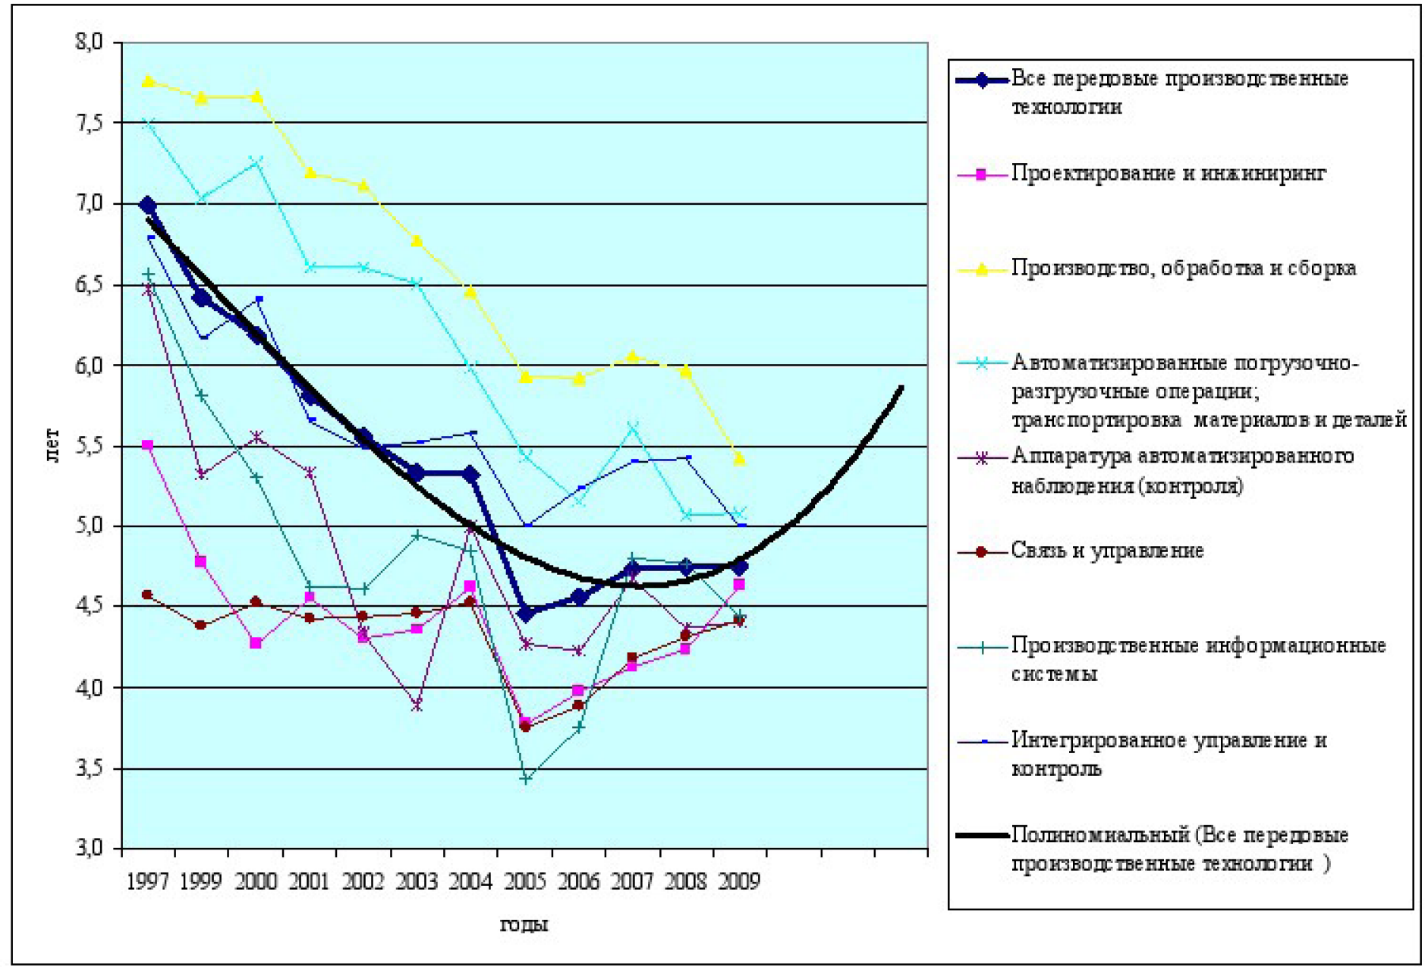 8,0
7,5
7,0
6,5
6,0
5,5
5,0
4,5
4,0
3,5
3,0
лет
1997 1999 2000 2001 2002 2003 2004 2005 2006 2007 2008 2009
годы
Все передовые производственные
технологии
Проектирование и инжиниринг
Производство, обработка и сборка
Автоматизированные погрузочно-
разгрузочные операции;
транспортировка материалов и деталей
Аппаратура автоматизированного
наблюдения (контроля)
Связь и управление
Производственные информационные
системы
Интегрированное управление и
контроль
Полиномиальный (Все передовые
производственные технологии )